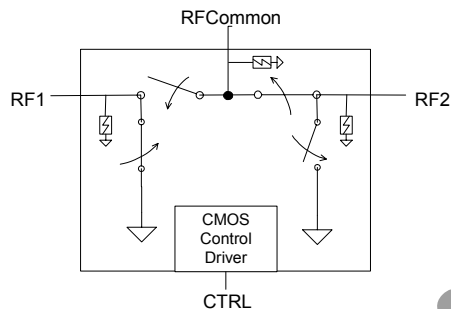 RFCommon
RF1
RF2
CMOS
Control
Driver
CTRL